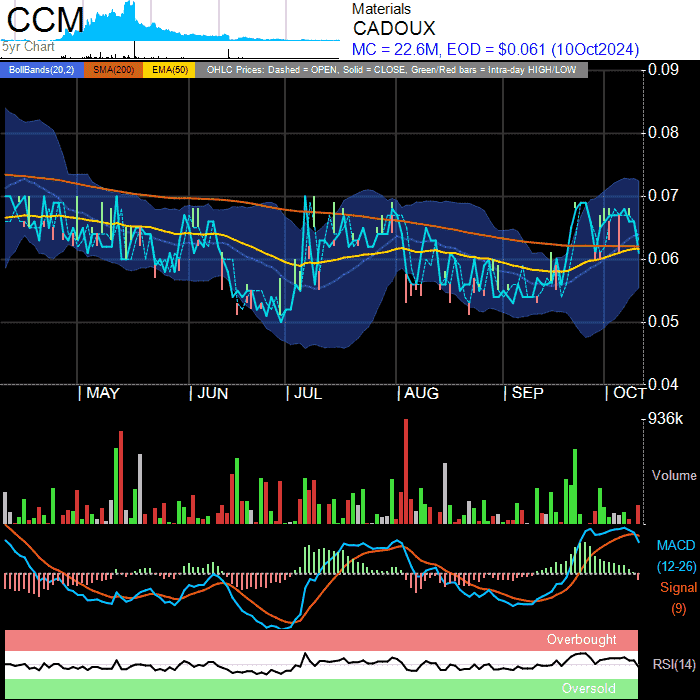 CCM
5yr Chart
Materials
CADOUX
MC = 22.6M, EOD = $0.061 (10Oct2024)
BollBands(20,2) SMA(200) EMA(50) OHLC Prices: Dashed = OPEN, Solid = CLOSE, Green/Red bars = Intra-day HIGH/LOW
0.09
0.08
0.07
0.06
0.05
0.04
| MAY | JUN | JUL | AUG | SEP | OCT
936k
Volume
MACD
(12-26)
Signal
(9)
Overbought
RSI(14)
Oversold